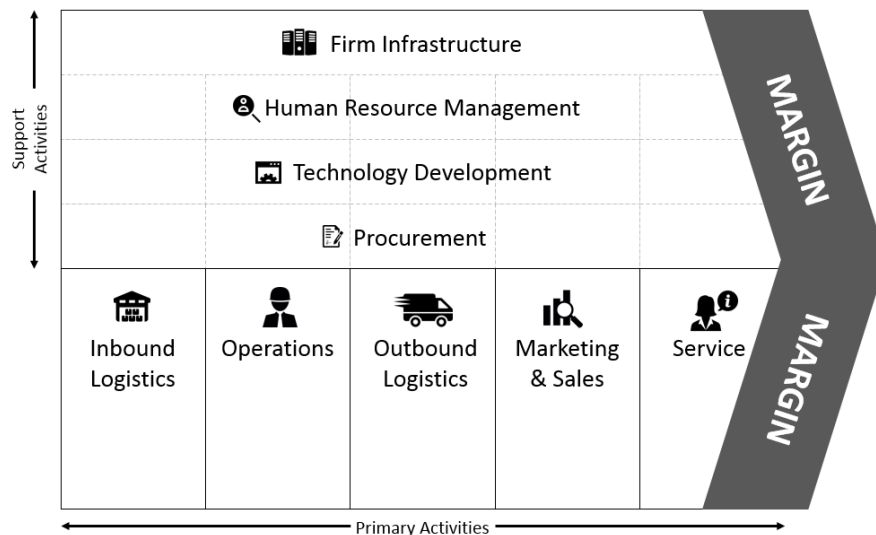 Support
Activities
Firm Infrastructure
Human Resource Management
Technology Development
Procurement
Inbound
Logistics
Operations
Outbound
Logistics
Marketing
& Sales
Service
MARGIN
MARGIN
Primary Activities